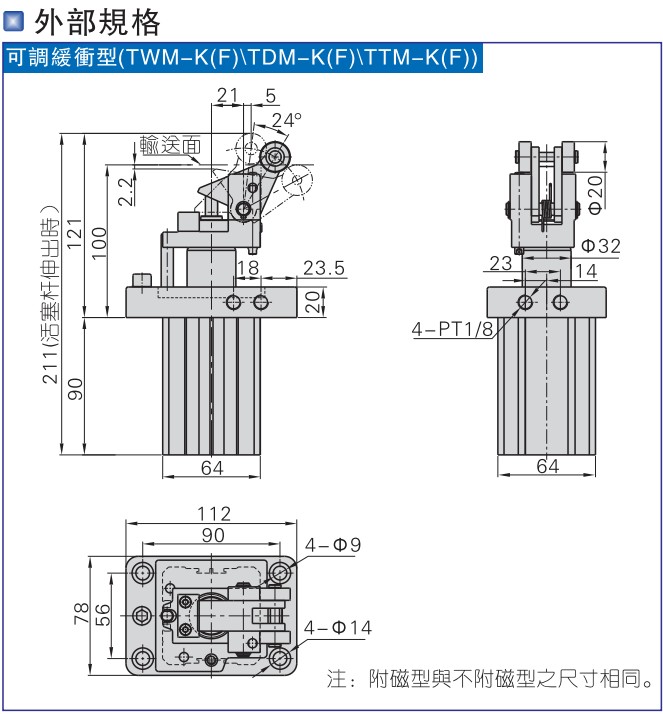 外部規格
可調緩衝型(TWM-K(F)\TDM-K(F)\TTM-K(F))
21
5
24°
輸送面
2.2
211(活塞杆伸出時)
121
100
90
18
23.5
20
64
Φ20
Φ32
23
14
4-PT1/8
64
112
90
4-Φ9
78
56
4-Φ14
注: 附磁型與不附磁型之尺寸相同。